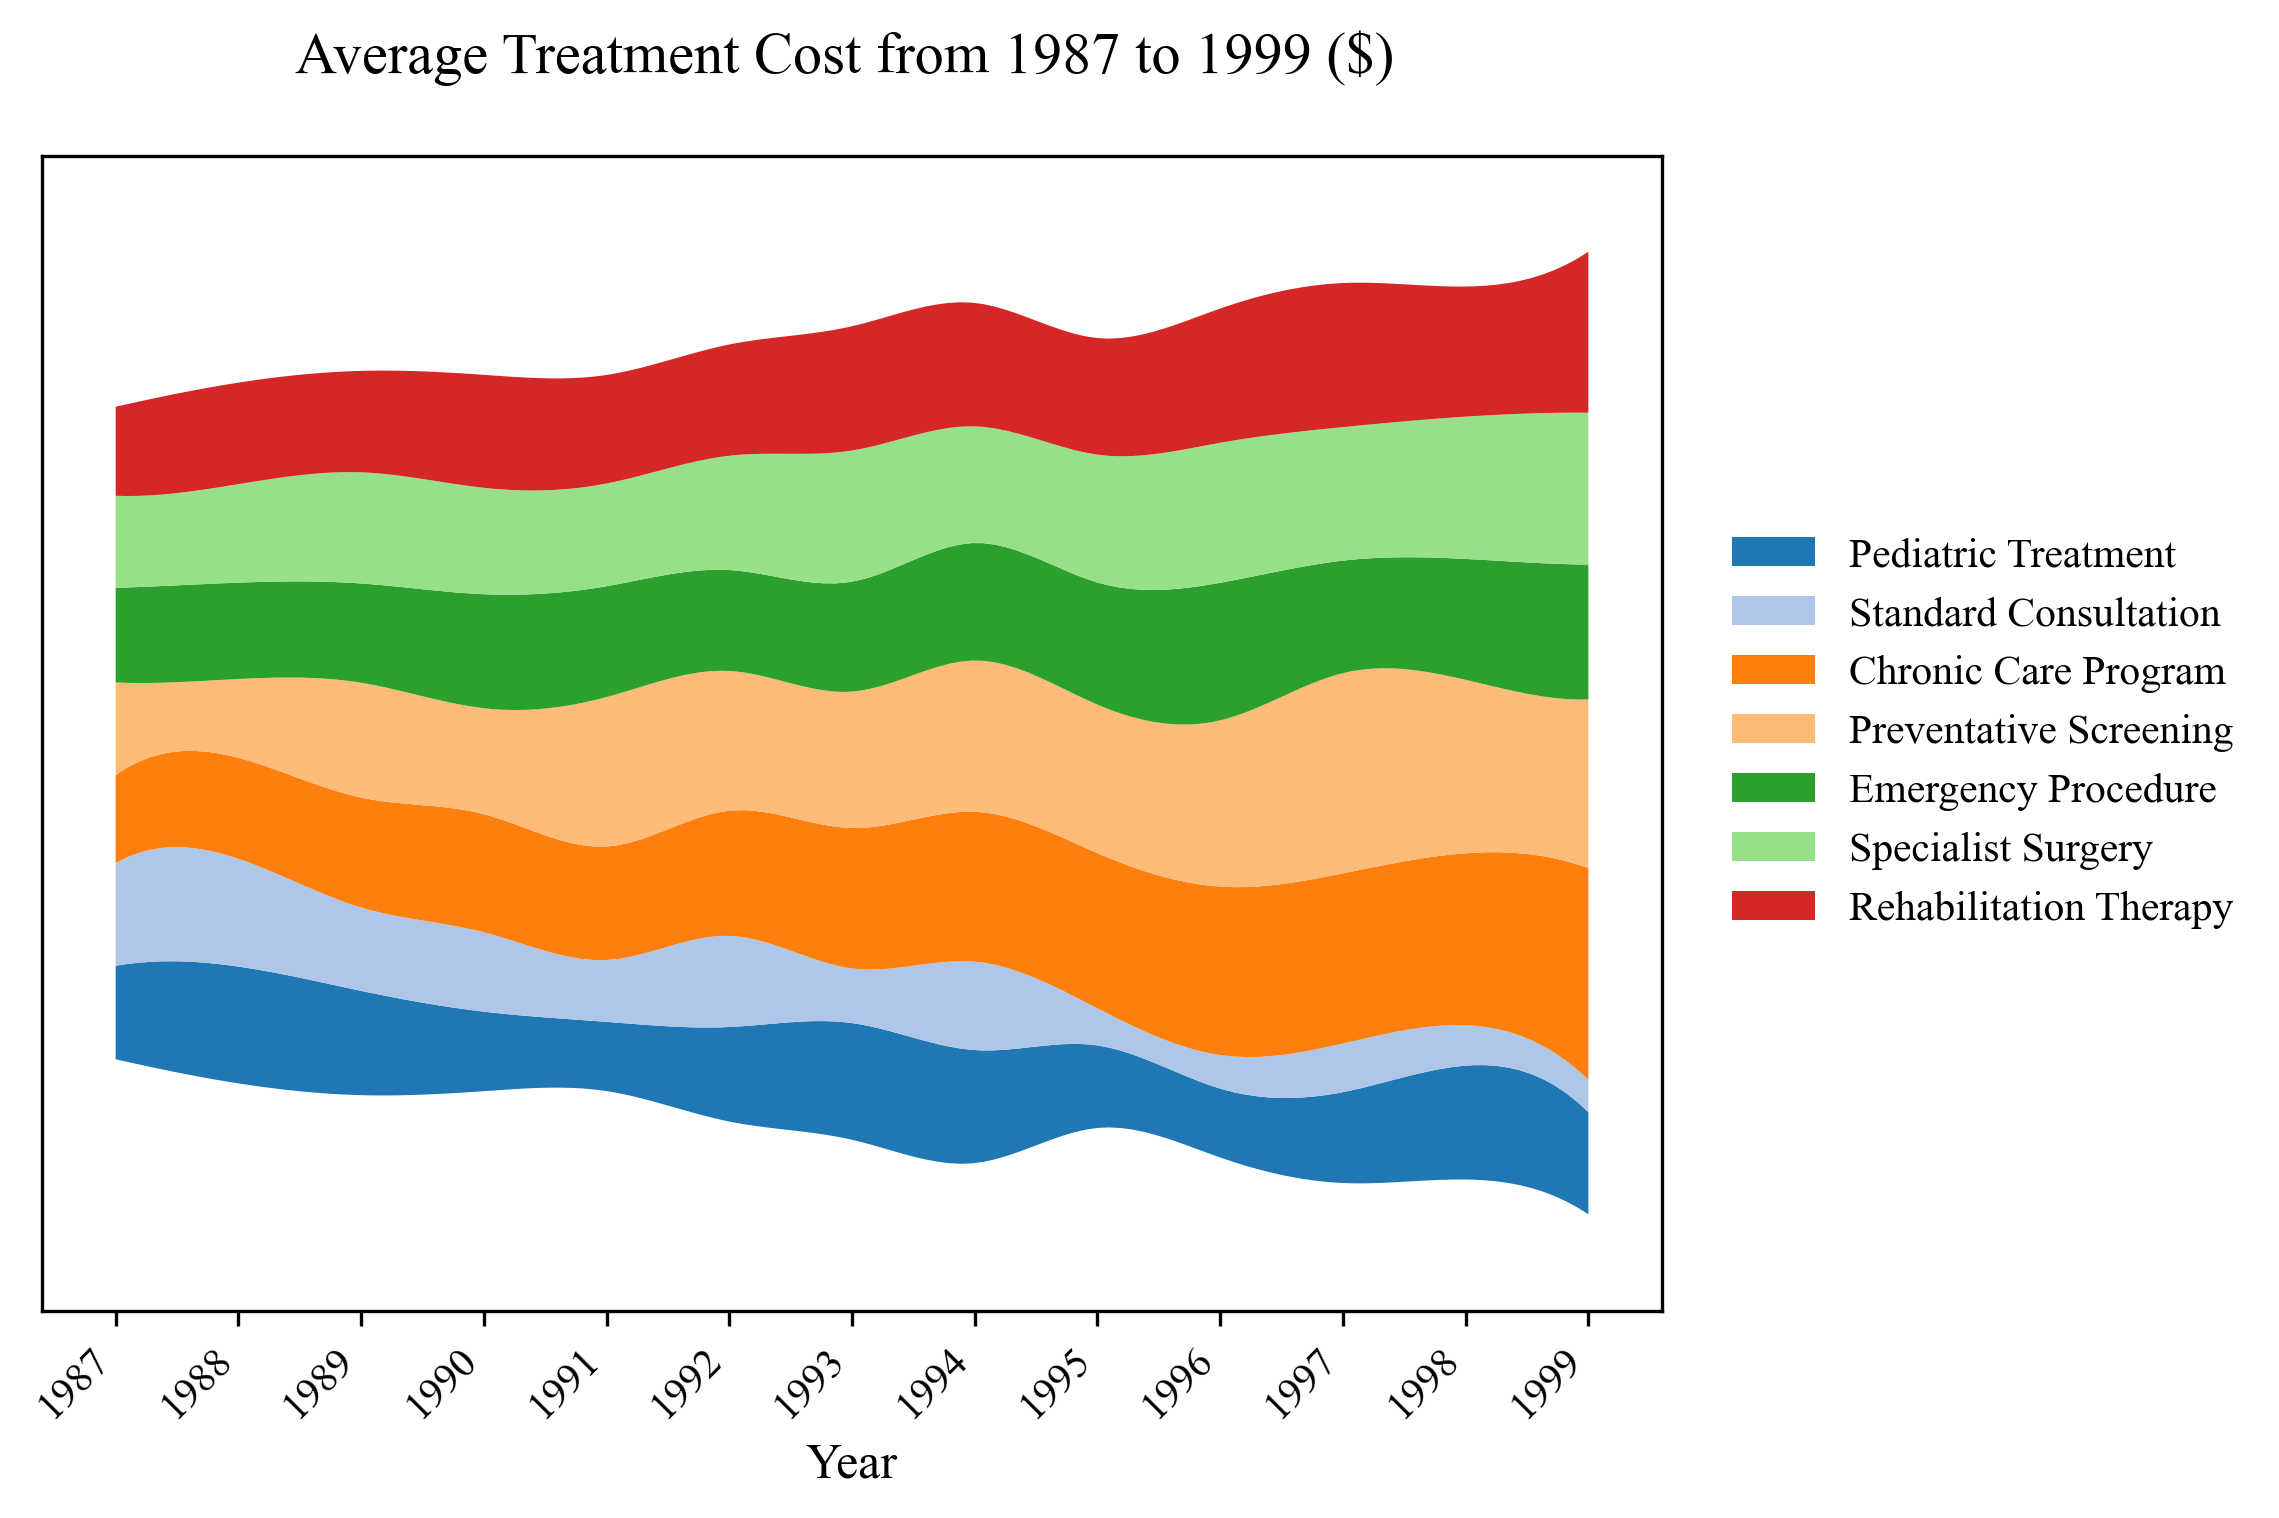 Average Treatment Cost from 1987 to 1999 ($)
Pediatric Treatment
Standard Consultation
Chronic Care Program
Preventative Screening
Emergency Procedure
Specialist Surgery
Rehabilitation Therapy
1987
1988
1989
1990
1991
1992
1993
1994
1995
1996
1997
1998
1999
Year